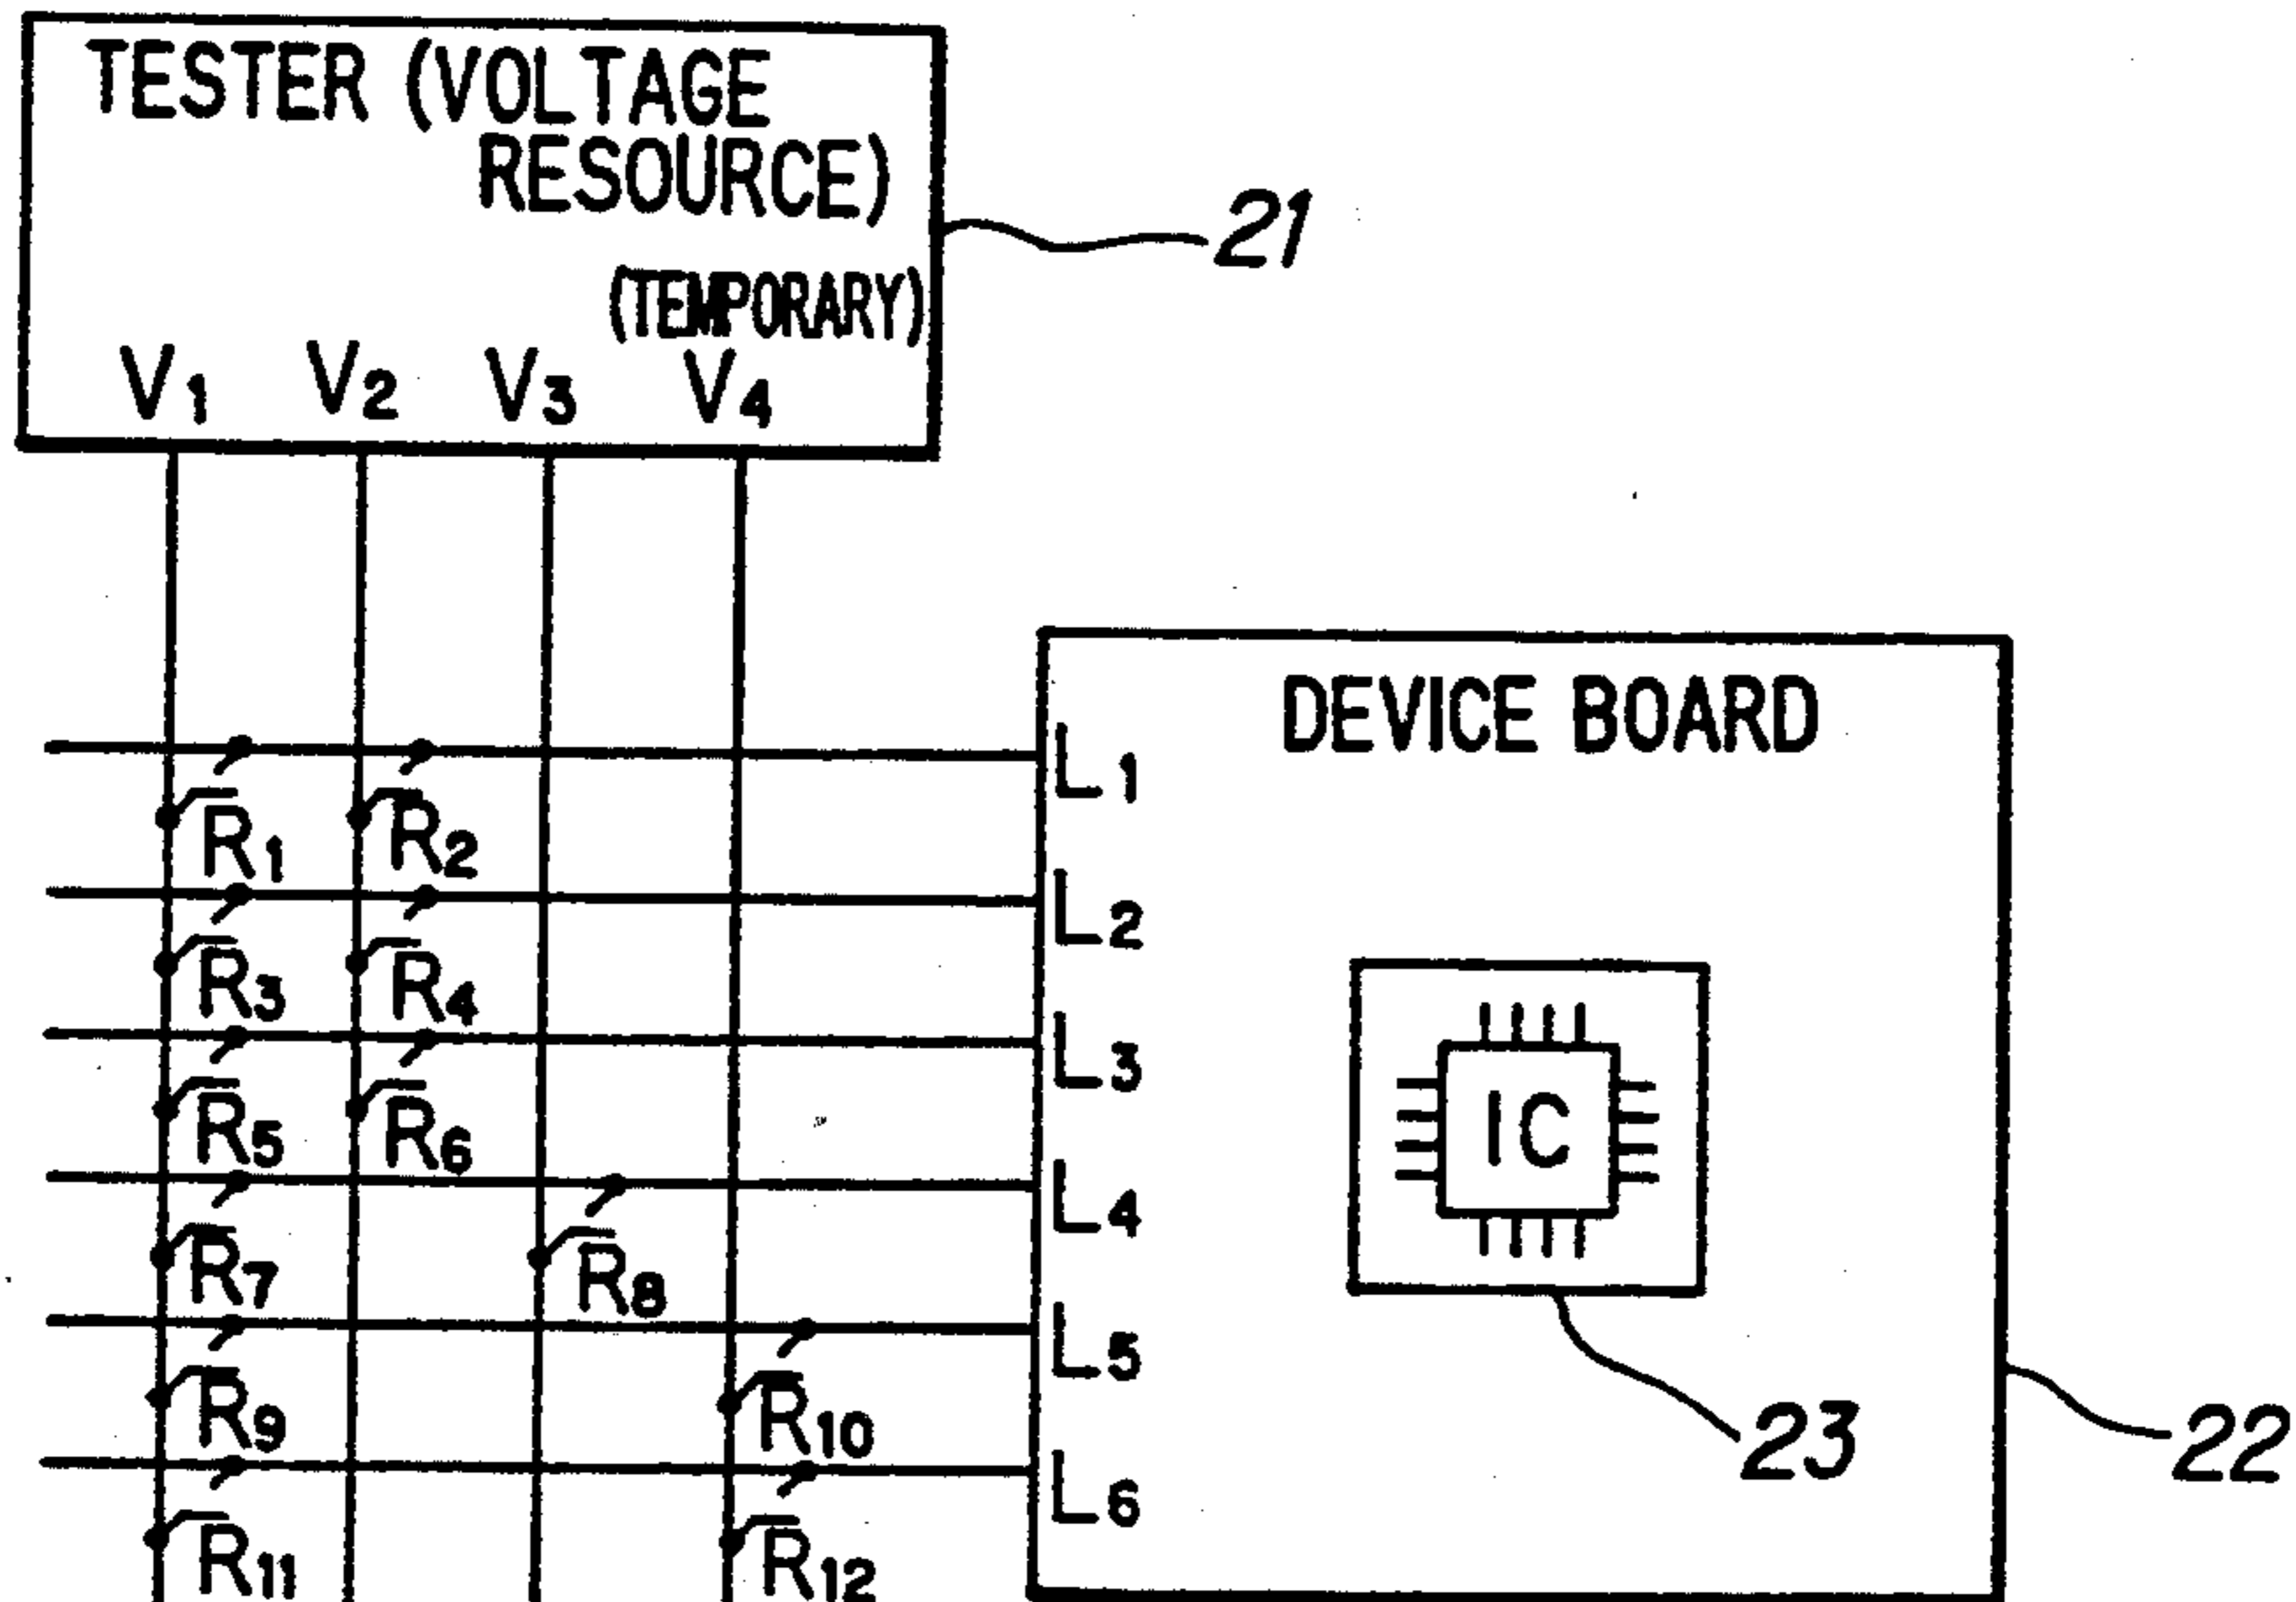 TESTER (VOLTAGE
RESOURCE)
(TEMPORARY)
V1 V2 V3 V4
21
DEVICE BOARD
L1
R1 R2
L2
R3 R4
L3
IC
R5 R6
L4
R7 R8
L5
R9 R10
23
22
L6
R11 R12